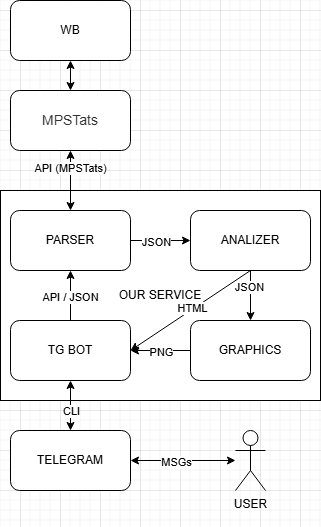 WB
MPSTats
API (MPSTats)
PARSER
JSON
ANALIZER
API / JSON
OUR SERVICE
JSON
HTML
TG BOT
PNG
GRAPHICS
CLI
TELEGRAM
MSGs
USER